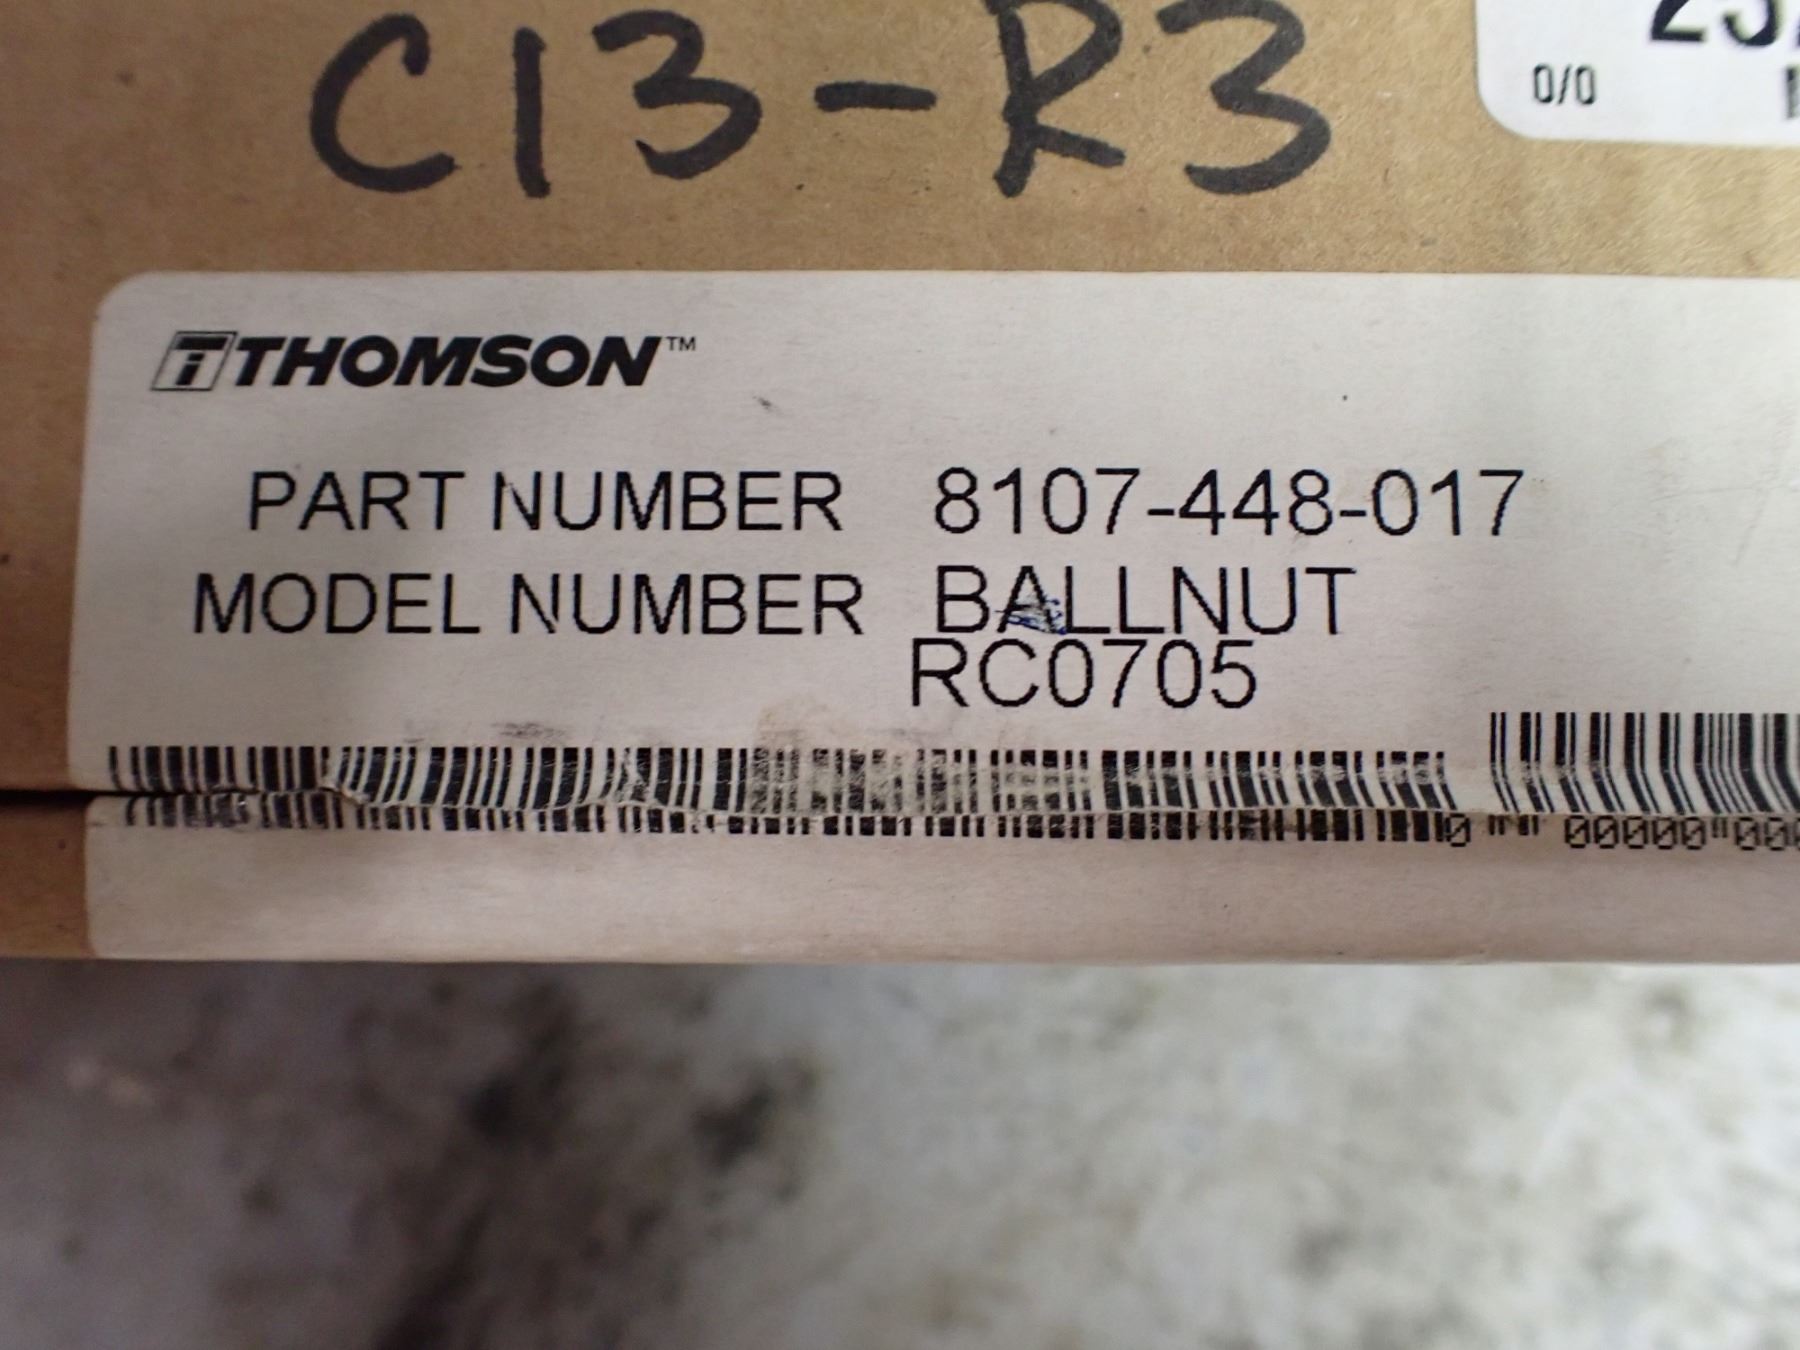 C13-R3
0/0
THOMSON™
PART NUMBER 8107-448-017
MODEL NUMBER BALLNUT
RC0705